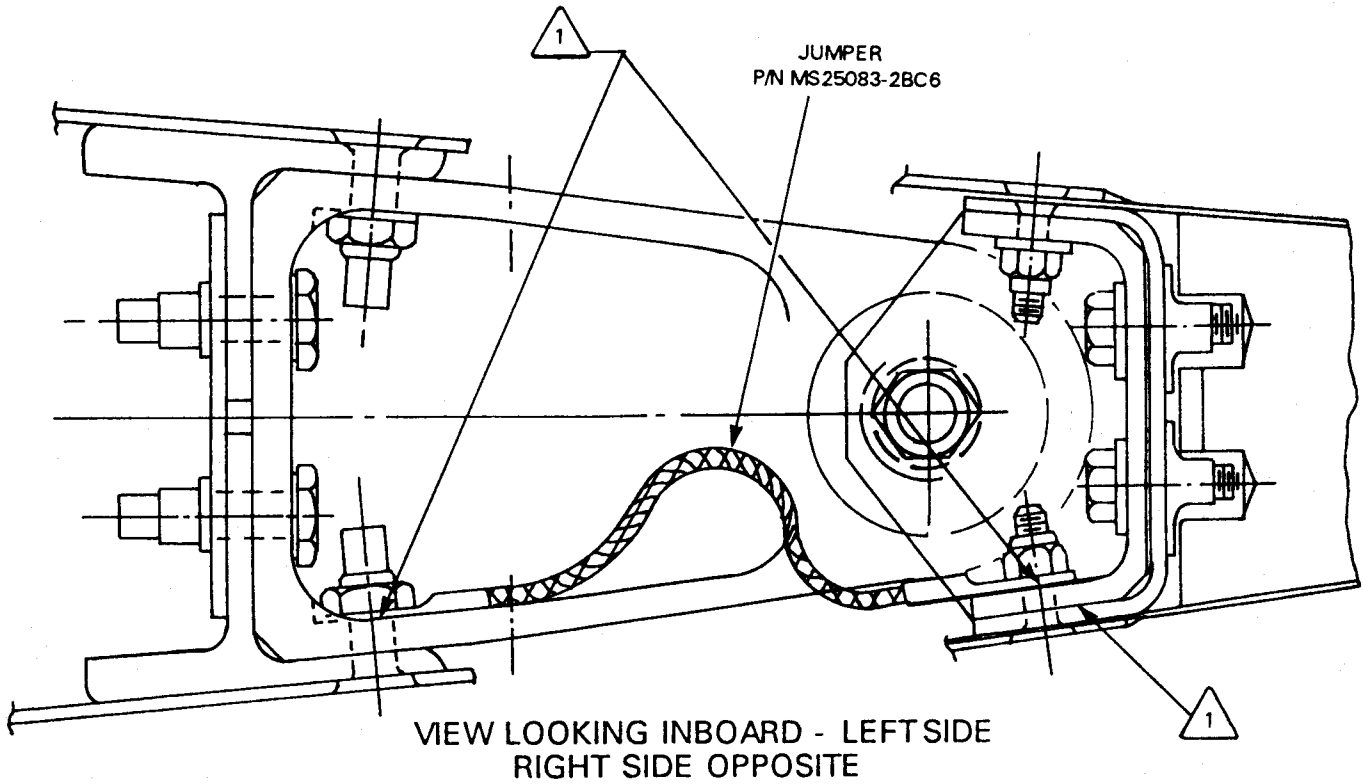 1
JUMPER
P/N MS25083-2BC6
1
VIEW LOOKING INBOARD - LEFT SIDE
RIGHT SIDE OPPOSITE